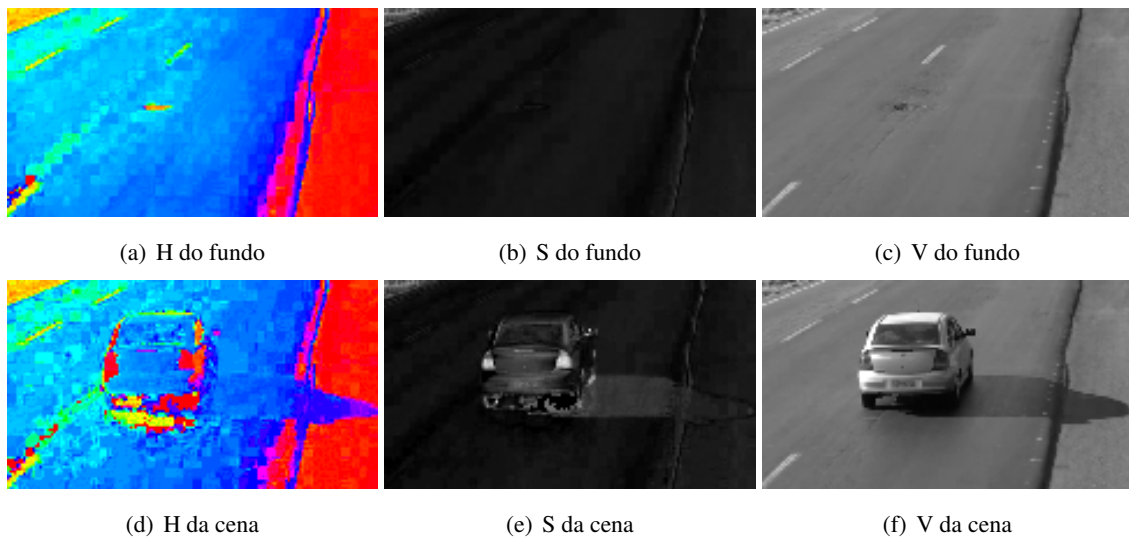 (a) H do fundo
(b) S do fundo
(c) V do fundo
(d) H da cena
(e) S da cena
(f) V da cena